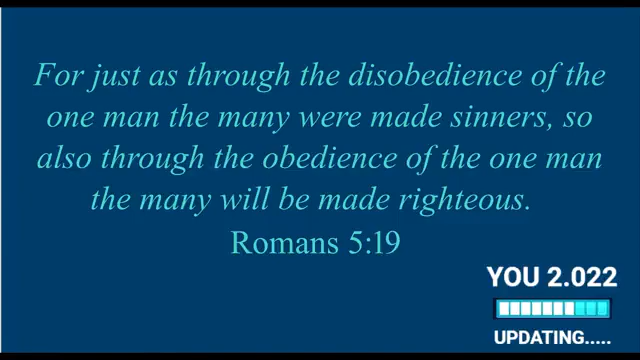 For just as through the disobedience of the
one man the many were made sinners, so
also through the obedience of the one man
the many will be made righteous.
Romans 5:19
YOU 2.022
UPDATING.....